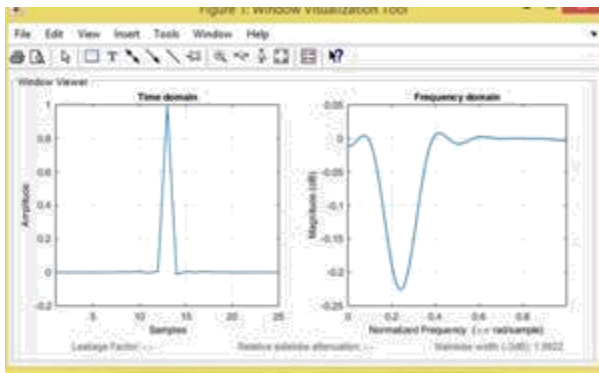 Figure 1: Window Visualization Tool
File Edit View Insert Tools Window Help
Window Viewer
Time domain
Frequency domain
1
0.8
0.6
0.4
0.2
0
-0.2
Amplitude
5 10 15 20 25
Samples
0.05
0
-0.05
-0.1
-0.15
-0.2
-0.25
Magnitude (dB)
0 0.2 0.4 0.6 0.8
Normalized Frequency rad/sample)
Leakage Factor:
Relative sidelobe attenuation:
Mainlobe width (-3dB):